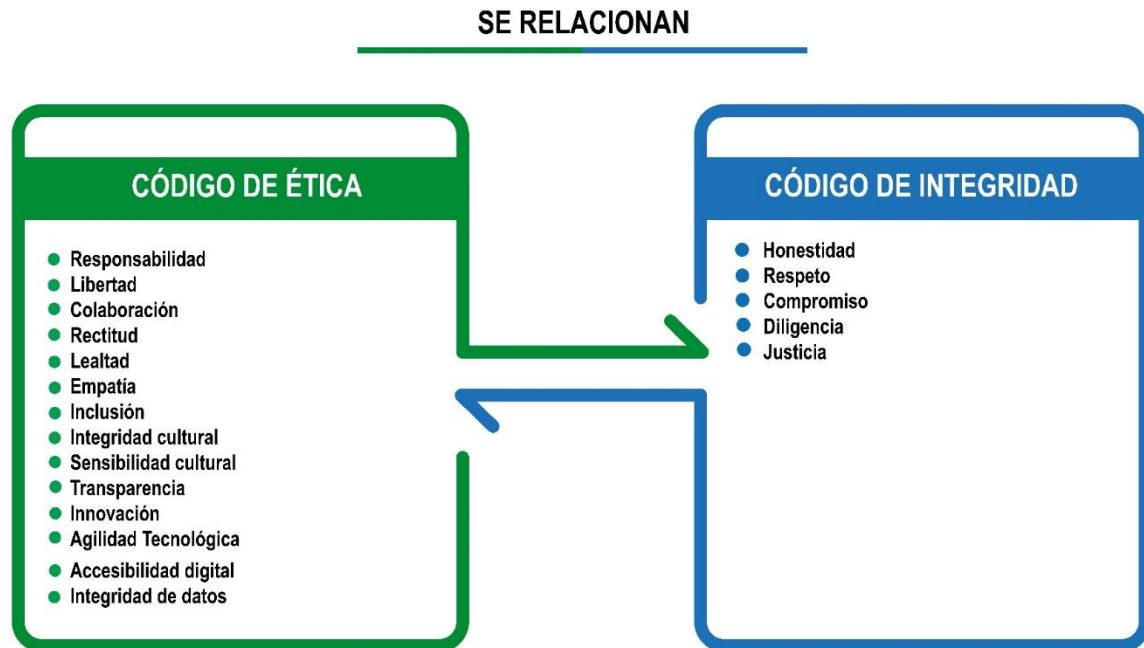 SE RELACIONAN
CÓDIGO DE ÉTICA
Responsabilidad
Libertad
Colaboración
Rectitud
Lealtad
Empatía
Inclusión
Integridad cultural
Sensibilidad cultural
Transparencia
Innovación
Agilidad Tecnológica
Accesibilidad digital
Integridad de datos
CÓDIGO DE INTEGRIDAD
Honestidad
Respeto
Compromiso
Diligencia
Justicia